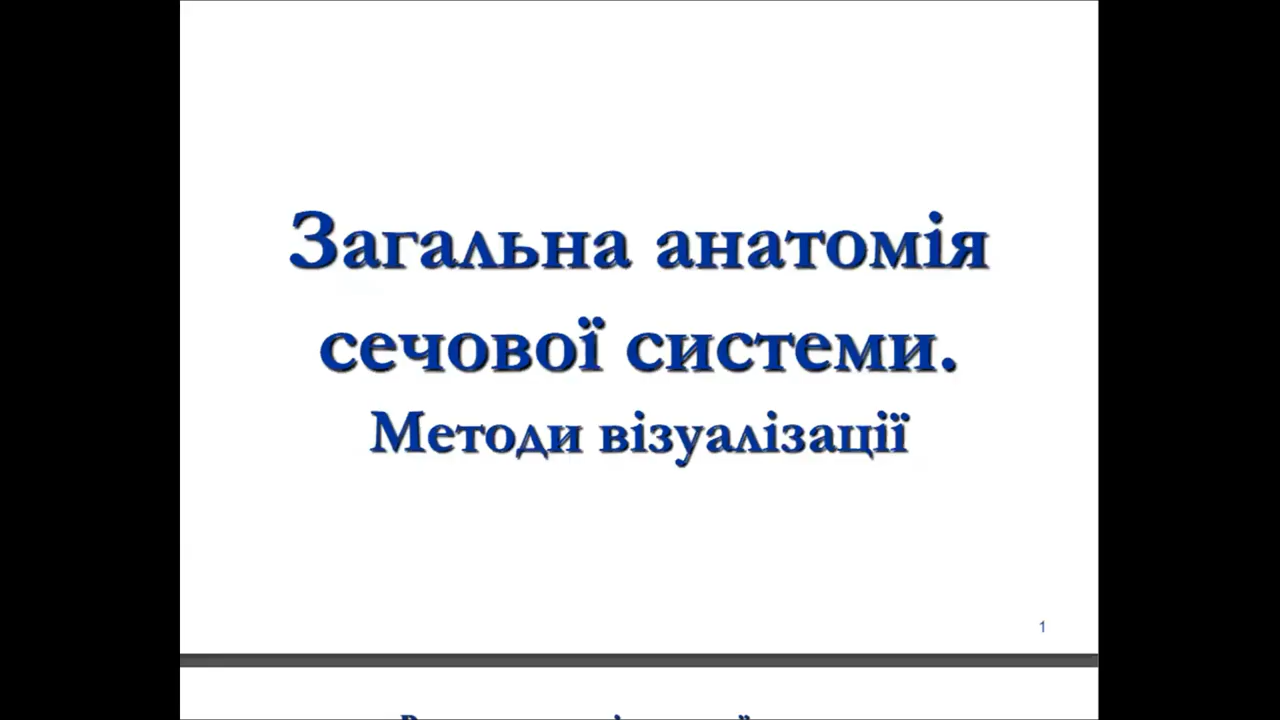 Загальна анатомія
сечової системи.
Методи візуалізації
1